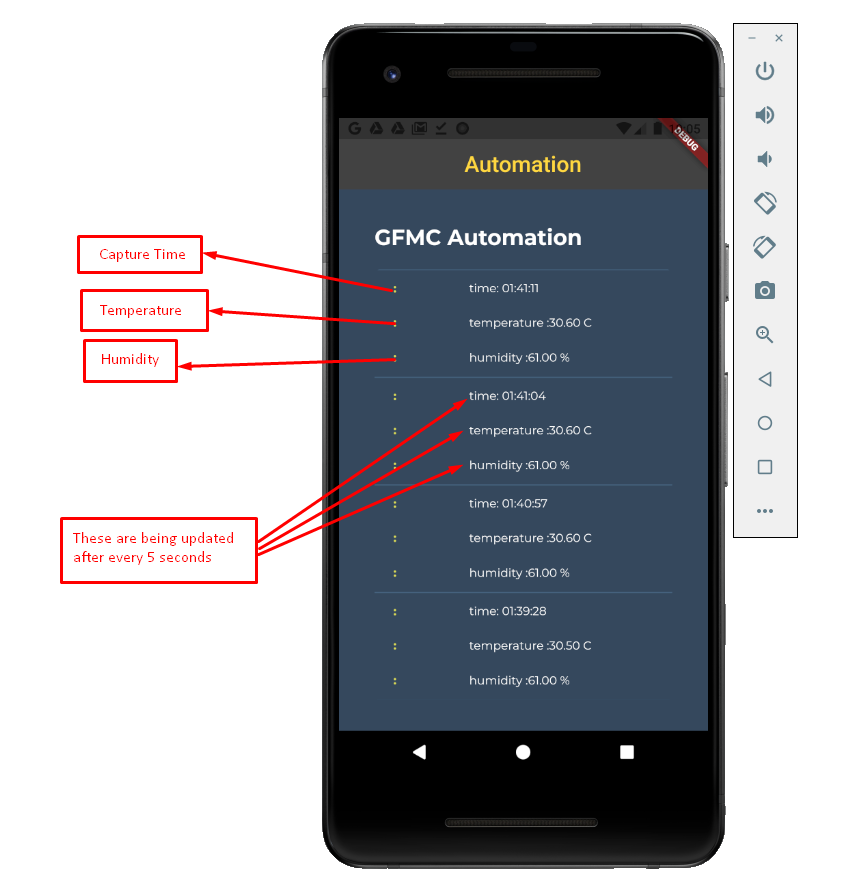 DEBUG
Automation
GFMC Automation
Capture Time
: time: 01:41:11
Temperature
: temperature :30.60 C
Humidity
: humidity :61.00 %
: time: 01:41:04
: temperature :30.60 C
: humidity :61.00 %
These are being updated
after every 5 seconds
: time: 01:40:57
: temperature :30.60 C
: humidity :61.00 %
: time: 01:39:28
: temperature :30.50 C
: humidity :61.00 %